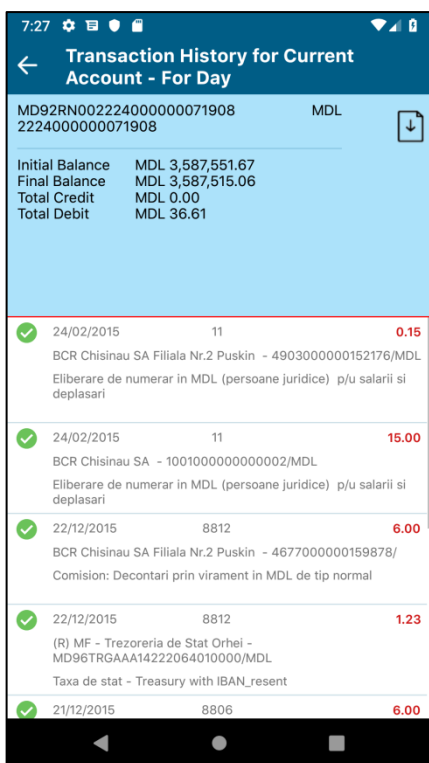 7:27
Transaction History for Current
Account - For Day
MD92RN002224000000071908 MDL
2224000000071908
Initial Balance MDL 3,587,551.67
Final Balance MDL 3,587,515.06
Total Credit MDL 0.00
Total Debit MDL 36.61
24/02/2015 11 0.15
BCR Chisinau SA Filiala Nr.2 Puskin - 4903000000152176/MDL
Eliberare de numerar in MDL (persoane juridice) p/u salarii si
deplasari
24/02/2015 11 15.00
BCR Chisinau SA - 1001000000000002/MDL
Eliberare de numerar in MDL (persoane juridice) p/u salarii si
deplasari
22/12/2015 8812 6.00
BCR Chisinau SA Filiala Nr.2 Puskin - 4677000000159878/
Comision: Decontari prin virament in MDL de tip normal
22/12/2015 8812 1.23
(R) MF - Trezoreria de Stat Orhei -
MD96TRGAAA14222064010000/MDL
Taxa de stat - Treasury with IBAN_resent
21/12/2015 8806 6.00